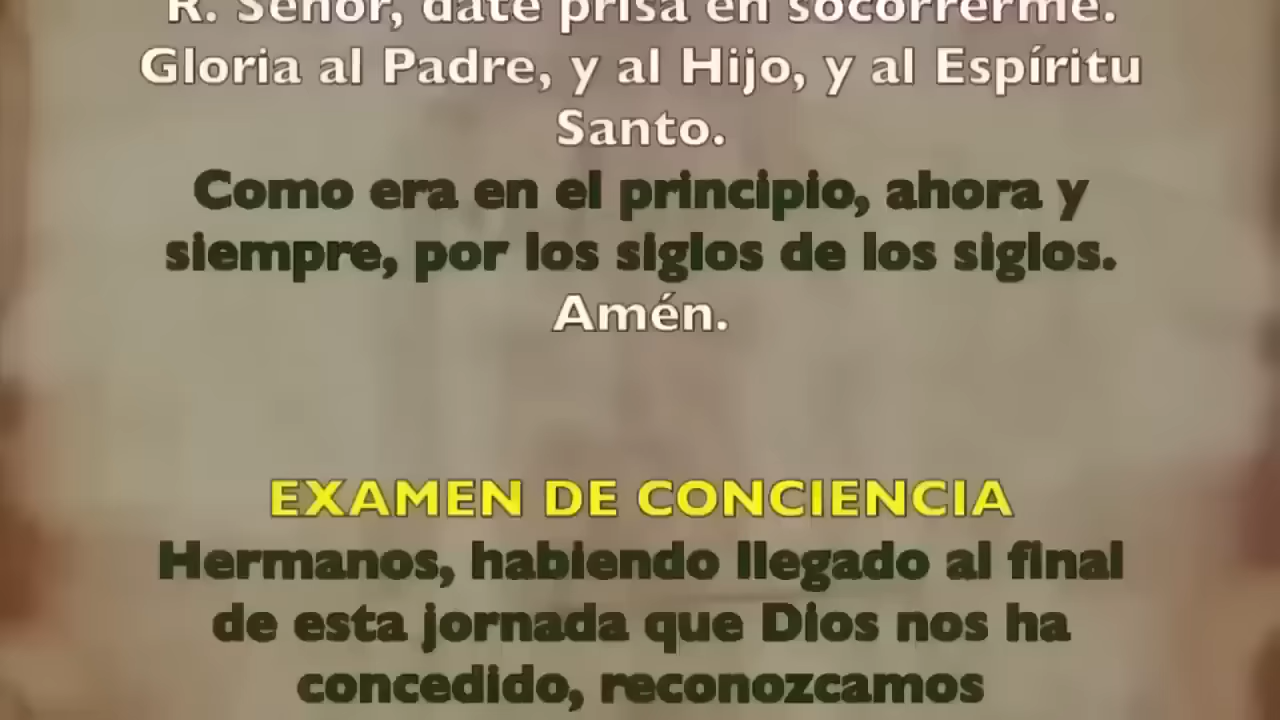 R. Señor, date prisa en socorrerme.
Gloria al Padre, y al Hijo, y al Espíritu
Santo.
Como era en el principio, ahora y
siempre, por los siglos de los siglos.
Amén.
EXAMEN DE CONCIENCIA
Hermanos, habiendo llegado al final
de esta jornada que Dios nos ha
concedido, reconozcamos